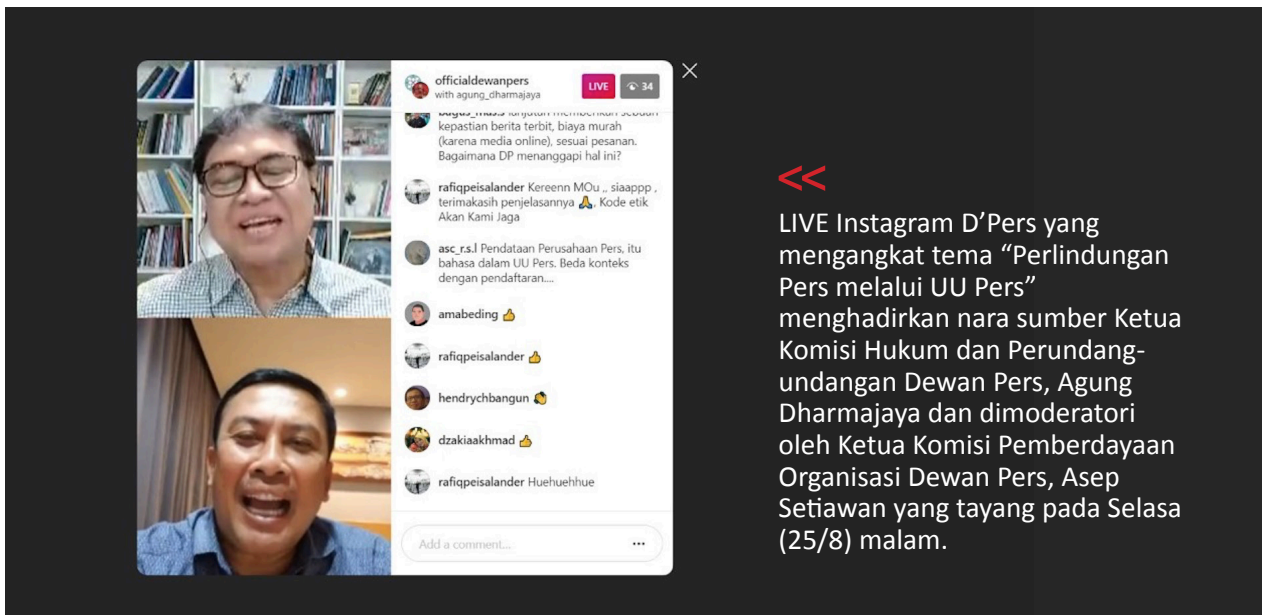 officialdewanpers
with agung_dharmajaya
LIVE
34
bagus_mas.s lanjutan memberikan sebuah
kepastian berita terbit, biaya murah
(karena media online), sesuai pesanan.
Bagaimana DP menanggapi hal ini?
rafiqpeisalander Kereenn MOu ,, siaappp ,
terimakasih penjelasannya 🙏, Kode etik
Akan Kami Jaga
asc_r.s.l Pendataan Perusahaan Pers, itu
bahasa dalam UU Pers. Beda konteks
dengan pendaftaran....
amabeding 👍
rafiqpeisalander 👍
hendrychbangun 👏
dzakiaakhmad 👍
rafiqpeisalander Huehuehhue
Add a comment...
<<
LIVE Instagram D’Pers yang
mengangkat tema “Perlindungan
Pers melalui UU Pers”
menghadirkan nara sumber Ketua
Komisi Hukum dan Perundang-
undangan Dewan Pers, Agung
Dharmajaya dan dimoderatori
oleh Ketua Komisi Pemberdayaan
Organisasi Dewan Pers, Asep
Setiawan yang tayang pada Selasa
(25/8) malam.